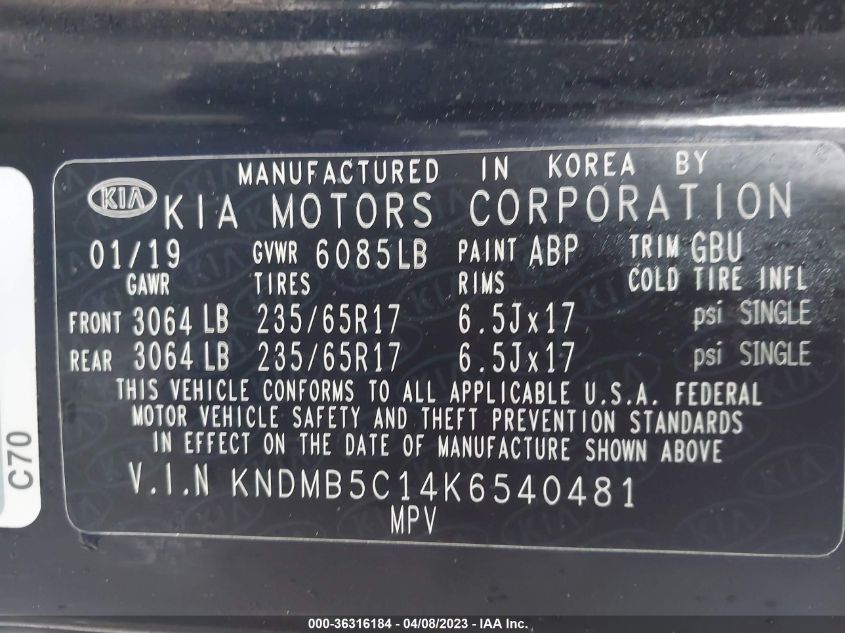 MANUFACTURED IN KOREA BY
KIA KIA MOTORS CORPORATION
01/19 GVWR 6085LB PAINT ABP TRIM GBU
GAWR TIRES RIMS COLD TIRE INFL
FRONT 3064 LB 235/65R17 6.5Jx17 psi SINGLE
REAR 3064 LB 235/65R17 6.5Jx17 psi SINGLE
THIS VEHICLE CONFORMS TO ALL APPLICABLE U.S.A. FEDERAL
MOTOR VEHICLE SAFETY AND THEFT PREVENTION STANDARDS
IN EFFECT ON THE DATE OF MANUFACTURE SHOWN ABOVE
V.I.N KNDMB5C14K6540481
MPV
C70
000-36316184 - 04/08/2023 - IAA Inc.